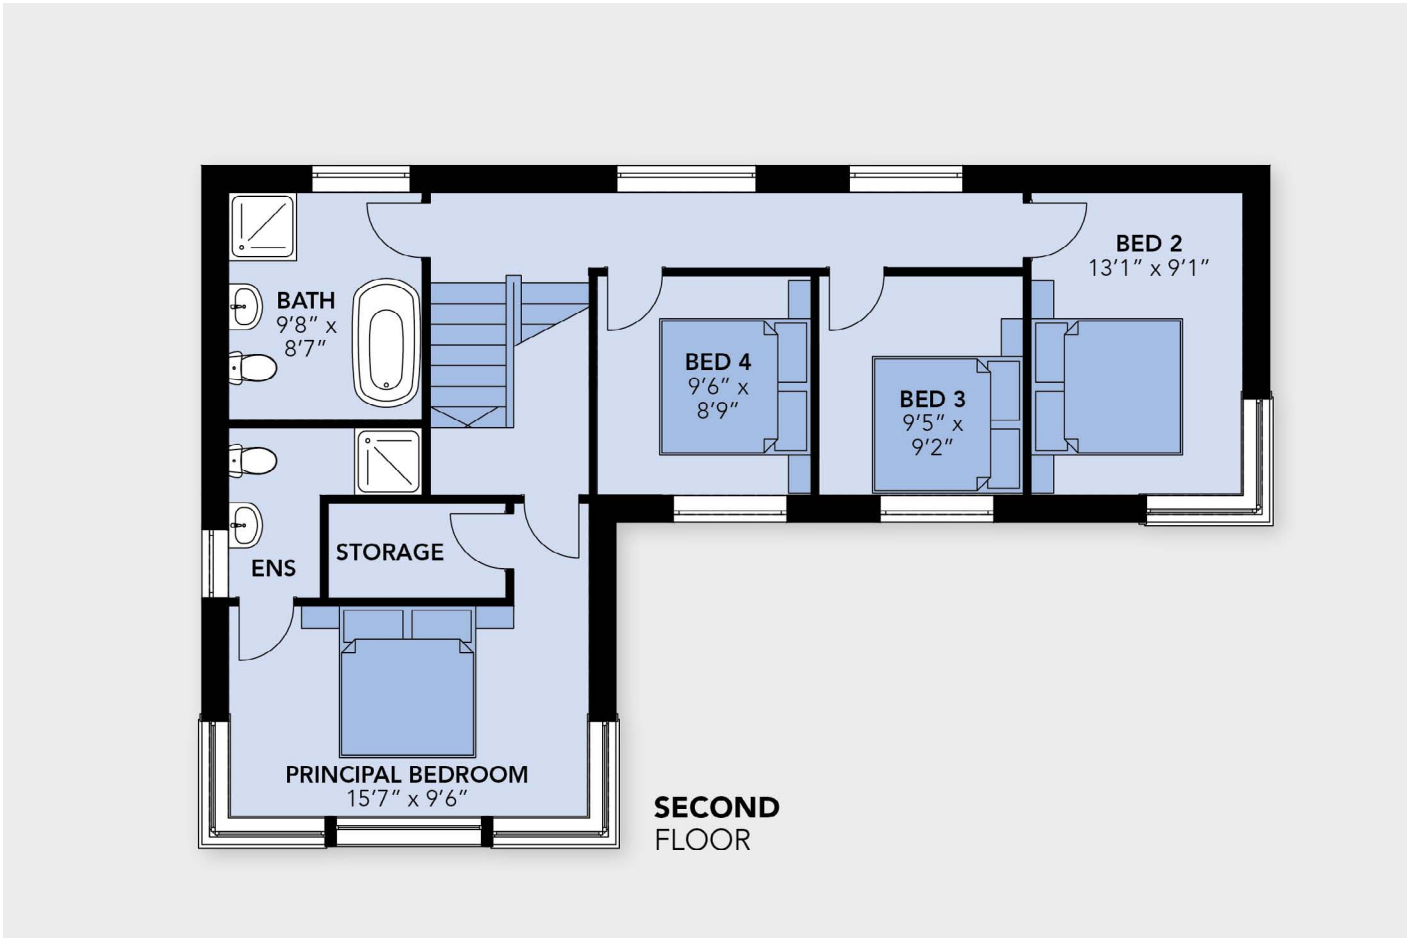 BED 2
13’1” x 9’1”
BATH
9’8” x
8’7”
BED 4
9’6” x
8’9”
BED 3
9’5” x
9’2”
STORAGE
ENS
PRINCIPAL BEDROOM
15’7” x 9’6”
SECOND
FLOOR